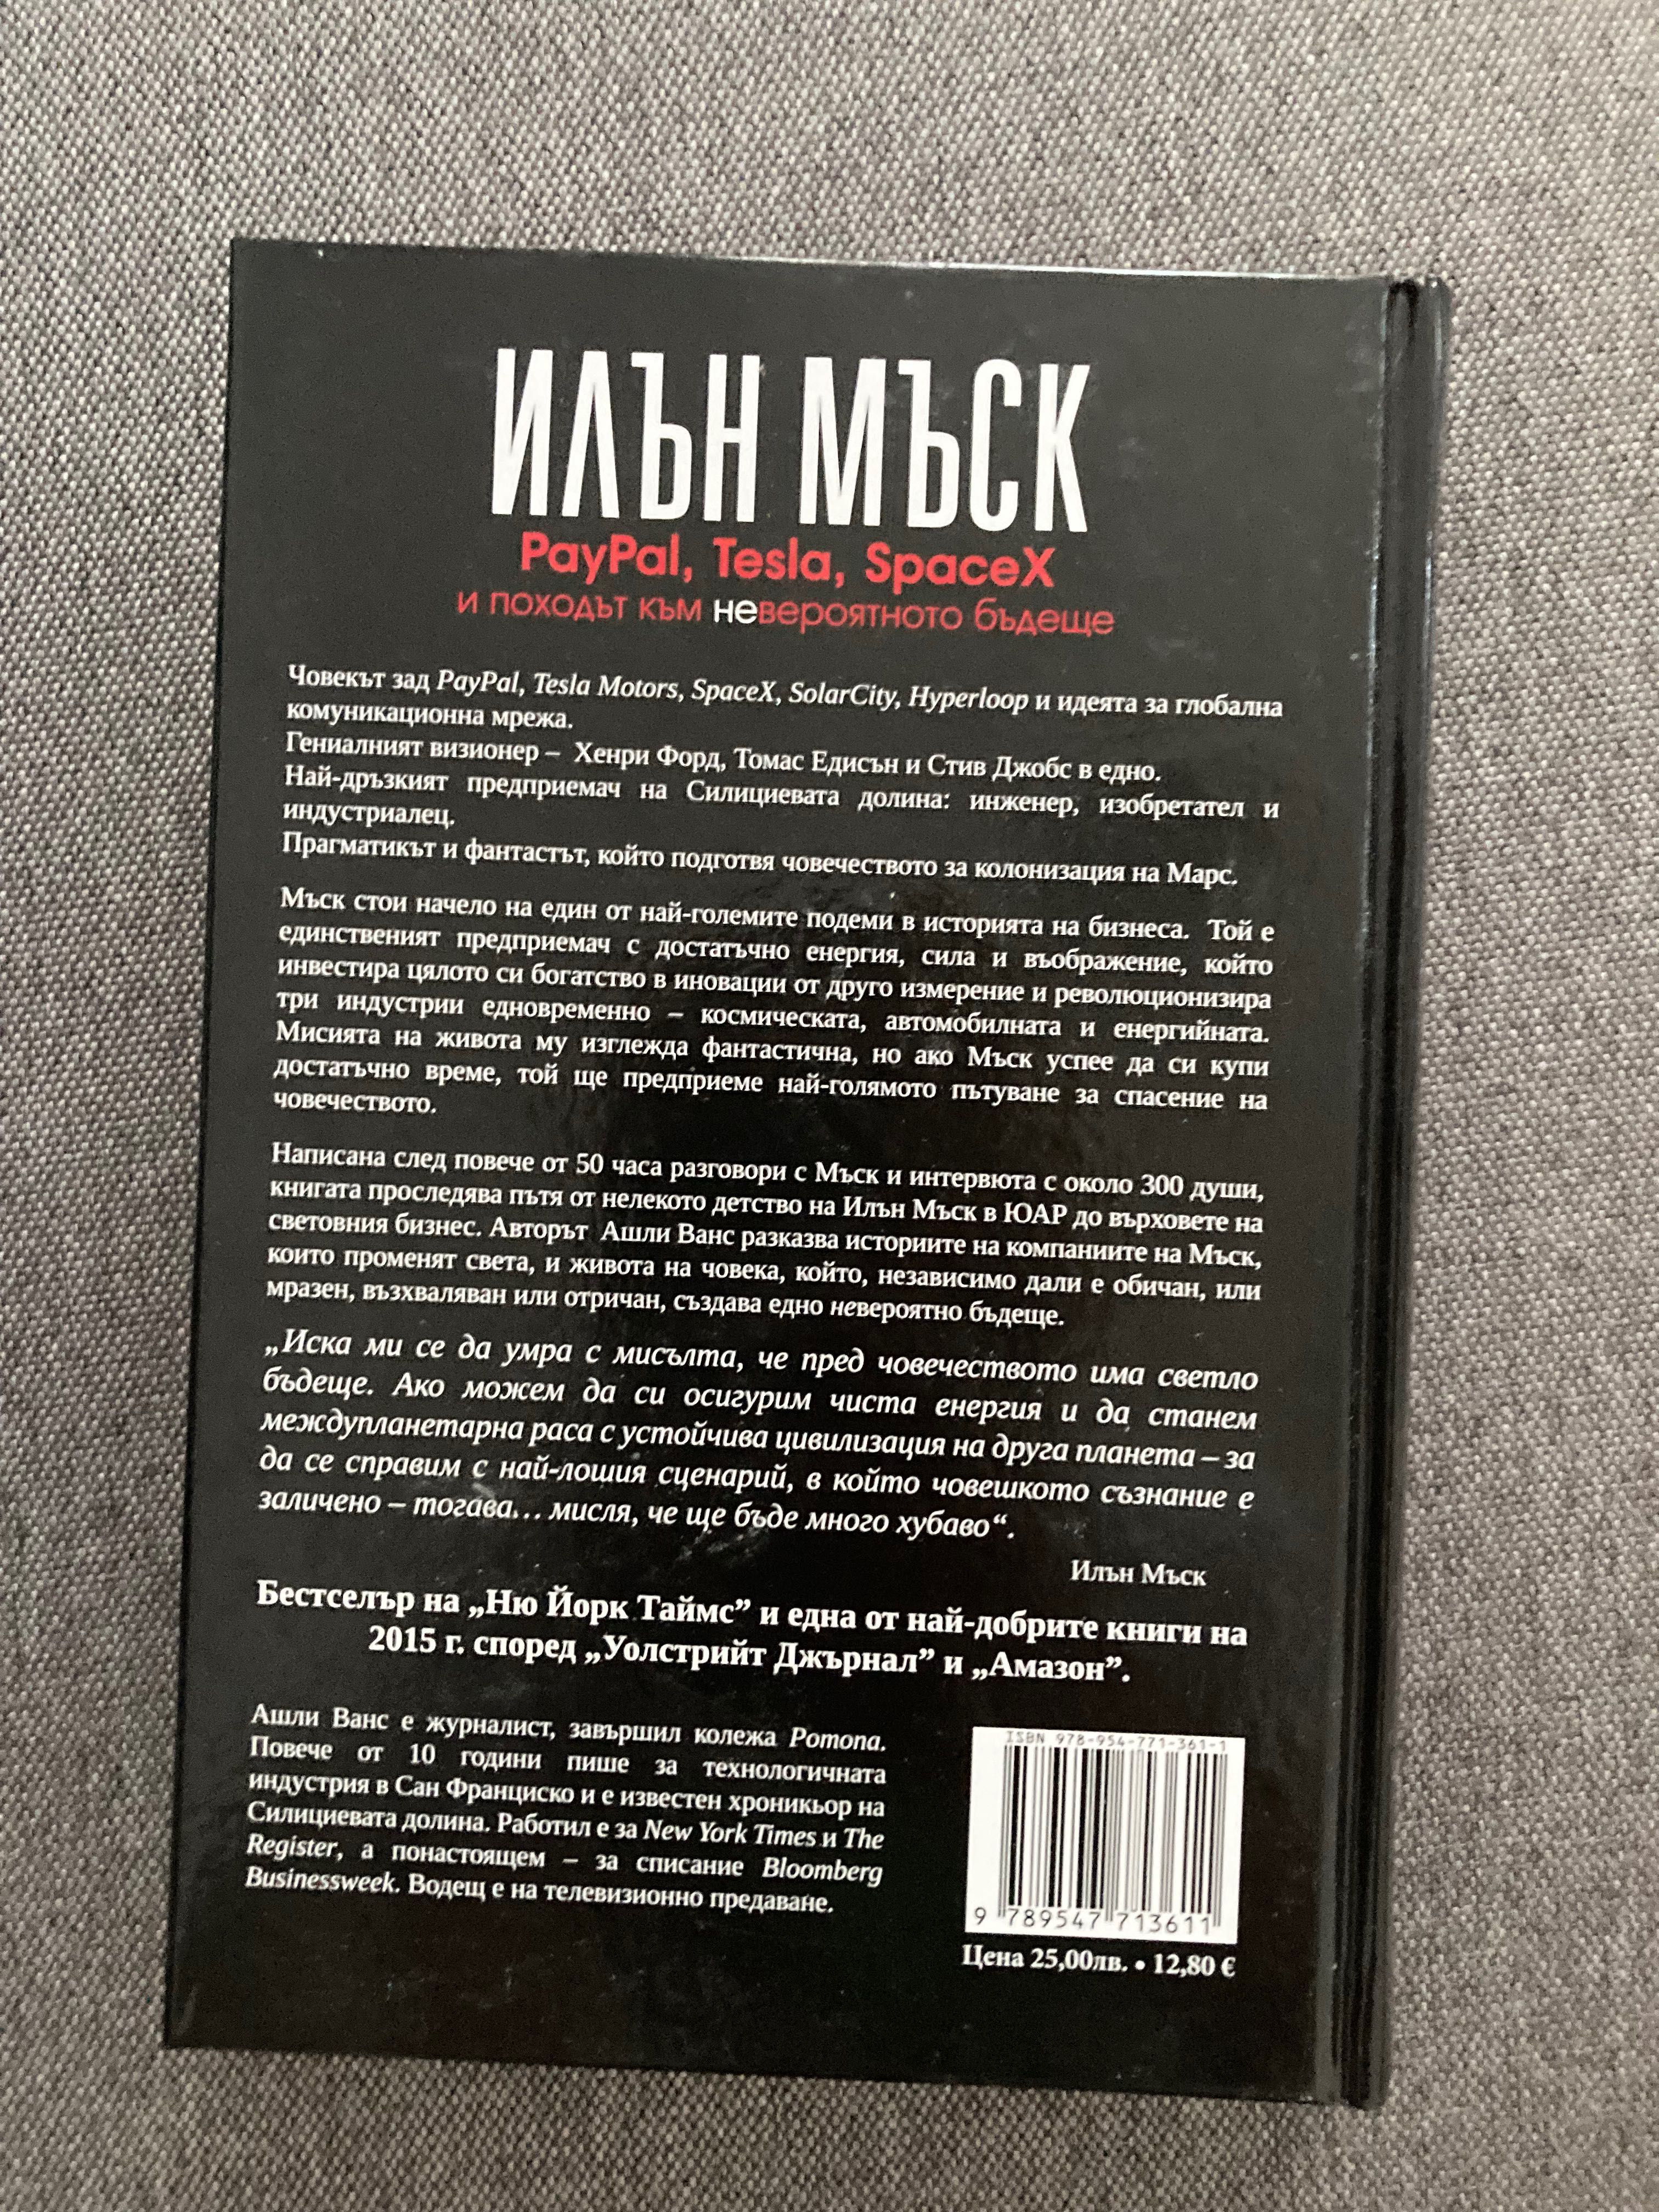 ИЛЪН МЪСК
PayPal, Tesla, SpaceX
и походът към невероятното бъдеще
Човекът зад PayPal, Tesla Motors, SpaceX, SolarCity, Hyperloop и идеята за глобална
комуникационна мрежа.
Гениалният визионер – Хенри Форд, Томас Едисън и Стив Джобс в едно.
Най-дръзкият предприемач на Силициевата долина: инженер, изобретател и
индустриалец.
Прагматикът и фантастът, който подготвя човечеството за колонизация на Марс.
Мъск стои начело на един от най-големите подеми в историята на бизнеса. Той е
единственият предприемач с достатъчно енергия, сила и въображение, който
инвестира цялото си богатство в иновации от друго измерение и революционизира
три индустрии едновременно – космическата, автомобилната и енергийната.
Мисията на живота му изглежда фантастична, но ако Мъск успее да си купи
достатъчно време, той ще предприеме най-голямото пътуване за спасение на
човечеството.
Написана след повече от 50 часа разговори с Мъск и интервюта с около 300 души,
книгата проследява пътя от нелекото детство на Илън Мъск в ЮАР до върховете на
световния бизнес. Авторът Ашли Ванс разказва историите на компаниите на Мъск,
които променят света, и живота на човека, който, независимо дали е обичан, или
мразен, възхваляван или отричан, създава едно невероятно бъдеще.
„Иска ми се да умра с мисълта, че пред човечеството има светло
бъдеще. Ако можем да си осигурим чиста енергия и да станем
междупланетарна раса с устойчива цивилизация на друга планета – за
да се справим с най-лошия сценарий, в който човешкото съзнание е
заличено – тогава... мисля, че ще бъде много хубаво“.
Илън Мъск
Бестселър на „Ню Йорк Таймс” и една от най-добрите книги на
2015 г. според „Уолстрийт Джърнал” и „Амазон”.
Ашли Ванс е журналист, завършил колежа Pomona.
Повече от 10 години пише за технологичната
индустрия в Сан Франциско и е известен хроникьор на
Силициевата долина. Работил е за New York Times и The
Register, а понастоящем – за списание Bloomberg
Businessweek. Водещ е на телевизионно предаване.
ISBN 978-954-771-361-1
9 789547 713611
Цена 25,00лв. • 12,80 €